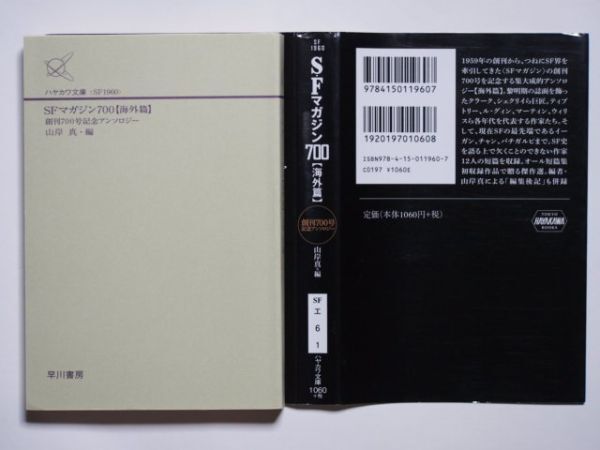 ハヤカワ文庫〈SF1960〉
SFマガジン700【海外篇】
創刊700号記念アンソロジー
山岸 真・編
早川書房
SF
1960
SFマガジン700【海外篇】
創刊700号
記念アンソロジー
山岸真・編
SF
エ
6
1
ハヤカワ文庫
1060
+税
9784150119607
1920197010608
ISBN978-4-15-011960-7
C0197 ¥1060E
定価(本体1060円+税)
1959年の創刊から、つねにSF界を
牽引してきた〈SFマガジン〉の創刊
700号を記念する集大成的アンソロ
ジー【海外篇】。黎明期の誌面を飾っ
たクラーク、シェクリイら巨匠。ティプ
トリー、ル・グィン、マーティン、ウィリ
スら各年代を代表する作家たち。そ
して、現在SFの最先端であるイー
ガン、チャン、バチガルピまで。SF史
を語る上で欠くことのできない作家
12人の短篇を収録。オール短篇集
初収録作品で贈る傑作選。編者・
山岸真による「編集後記」も併録
TOKYO
HAYAKAWA
BOOKS